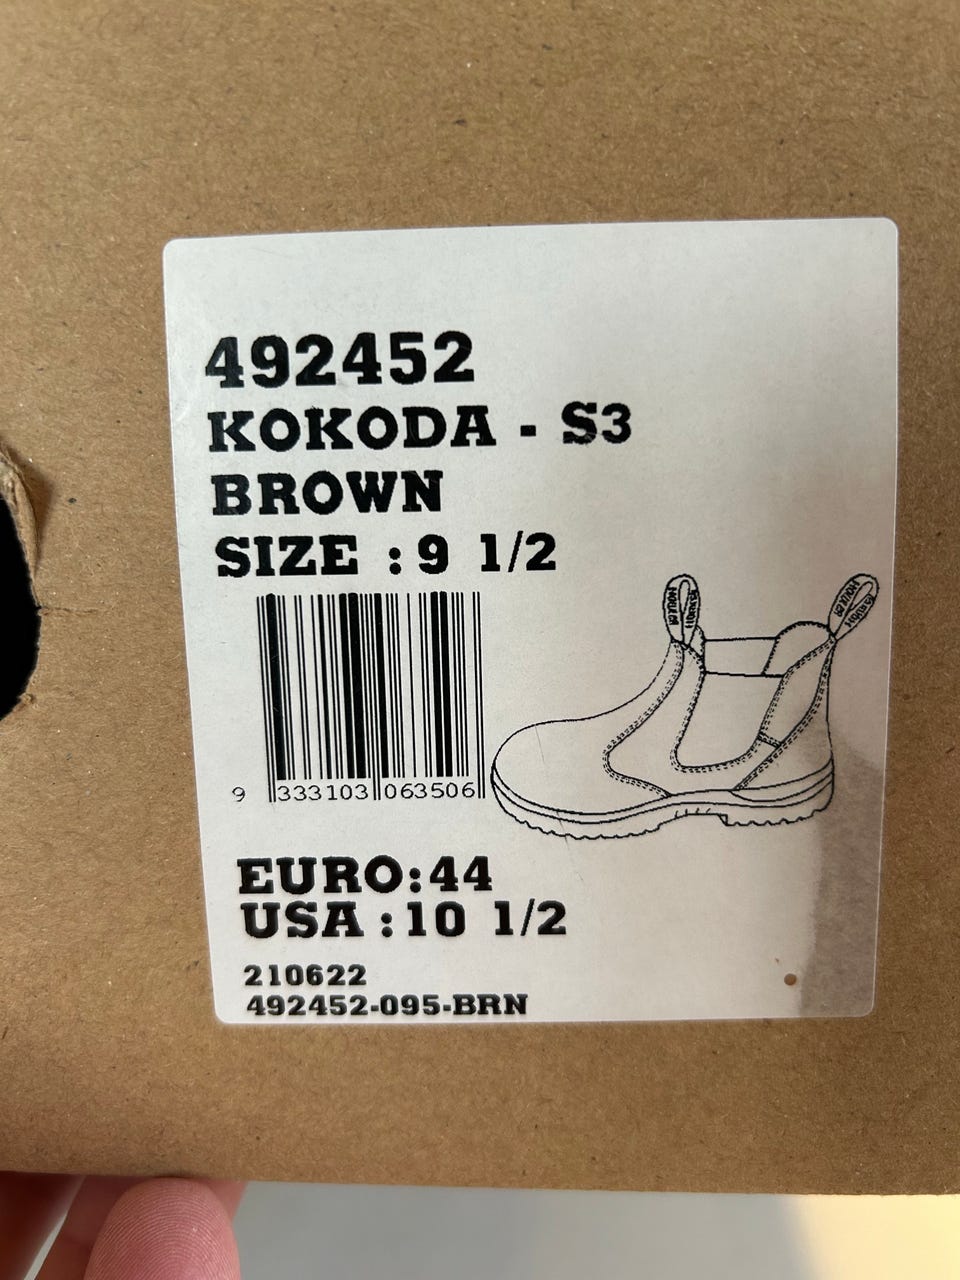 492452
KOKODA - S3
BROWN
SIZE : 9 1/2
9 333103 063506
EURO:44
USA :10 1/2
210622
492452-095-BRN